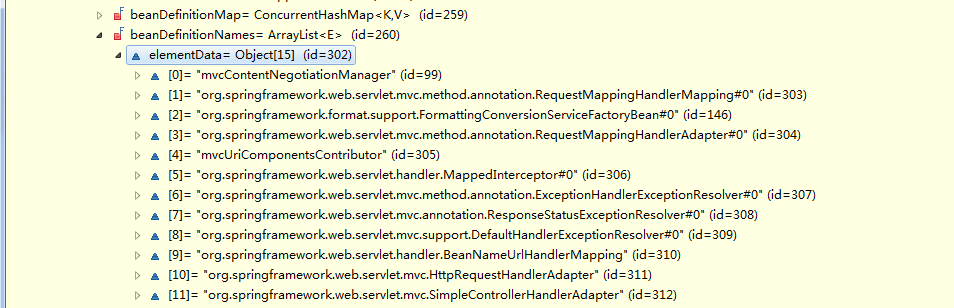 beanDefinitionMap= ConcurrentHashMap<K,V> (id=259)
beanDefinitionNames= ArrayList<E> (id=260)
elementData= Object[15] (id=302)
[0]= "mvcContentNegotiationManager" (id=99)
[1]= "org.springframework.web.servlet.mvc.method.annotation.RequestMappingHandlerMapping#0" (id=303)
[2]= "org.springframework.format.support.FormattingConversionServiceFactoryBean#0" (id=146)
[3]= "org.springframework.web.servlet.mvc.method.annotation.RequestMappingHandlerAdapter#0" (id=304)
[4]= "mvcUriComponentsContributor" (id=305)
[5]= "org.springframework.web.servlet.handler.MappedInterceptor#0" (id=306)
[6]= "org.springframework.web.servlet.mvc.method.annotation.ExceptionHandlerExceptionResolver#0" (id=307)
[7]= "org.springframework.web.servlet.mvc.annotation.ResponseStatusExceptionResolver#0" (id=308)
[8]= "org.springframework.web.servlet.mvc.support.DefaultHandlerExceptionResolver#0" (id=309)
[9]= "org.springframework.web.servlet.handler.BeanNameUrlHandlerMapping" (id=310)
[10]= "org.springframework.web.servlet.mvc.HttpRequestHandlerAdapter" (id=311)
[11]= "org.springframework.web.servlet.mvc.SimpleControllerHandlerAdapter" (id=312)